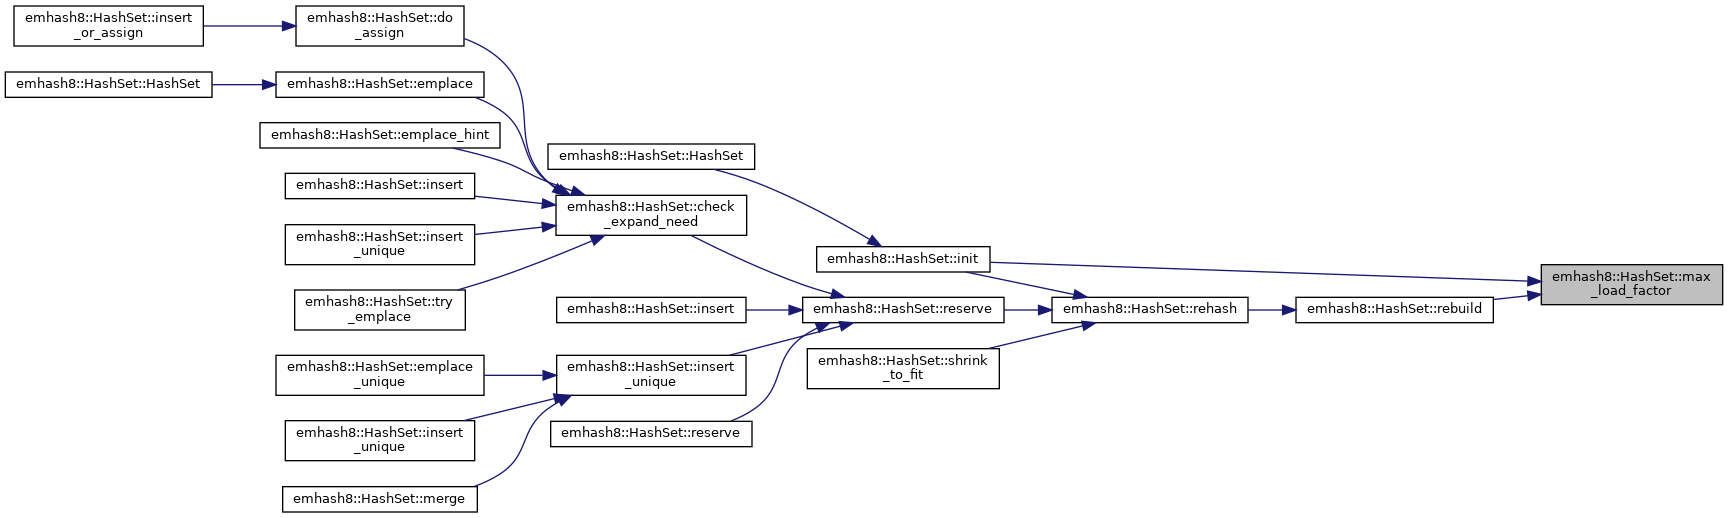 emhash8::HashSet::insert
_or_assign
emhash8::HashSet::do
_assign
emhash8::HashSet::HashSet
emhash8::HashSet::emplace
emhash8::HashSet::emplace_hint
emhash8::HashSet::HashSet
emhash8::HashSet::insert
emhash8::HashSet::check
_expand_need
emhash8::HashSet::insert
_unique
emhash8::HashSet::init
emhash8::HashSet::max
_load_factor
emhash8::HashSet::try
_emplace
emhash8::HashSet::insert
emhash8::HashSet::reserve
emhash8::HashSet::rehash
emhash8::HashSet::rebuild
emhash8::HashSet::shrink
_to_fit
emhash8::HashSet::emplace
_unique
emhash8::HashSet::insert
_unique
emhash8::HashSet::insert
_unique
emhash8::HashSet::reserve
emhash8::HashSet::merge